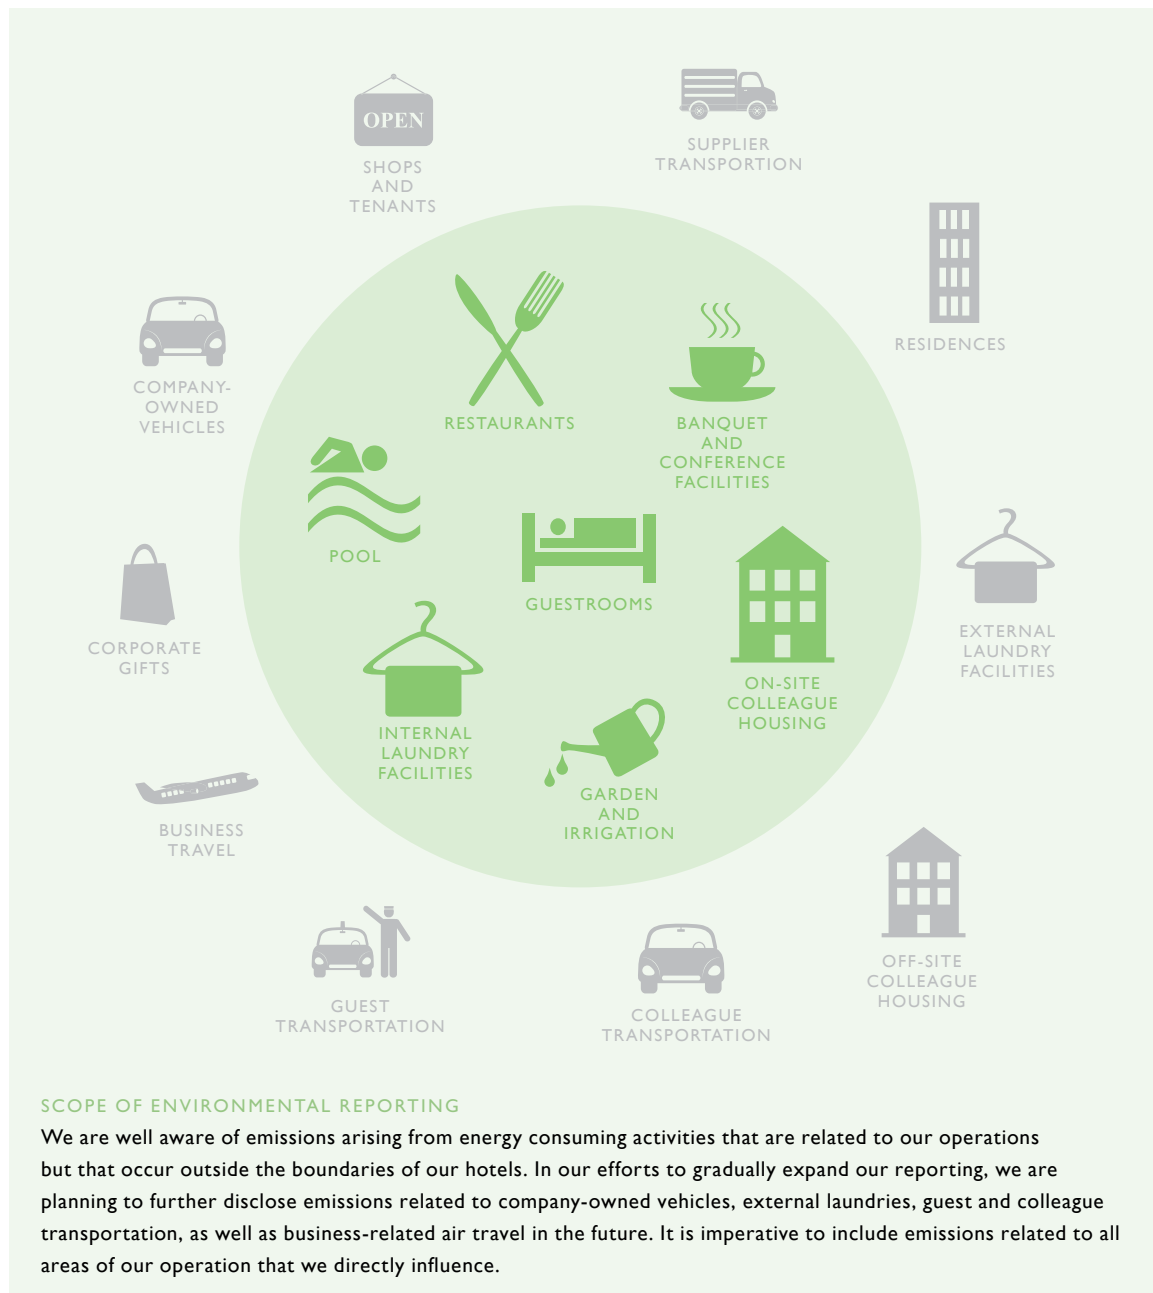 OPEN
SHOPS
AND
TENANTS
SUPPLIER
TRANSPORTION
RESIDENCES
COMPANY-
OWNED
VEHICLES
RESTAURANTS
BANQUET
AND
CONFERENCE
FACILITIES
POOL
GUESTROOMS
CORPORATE
GIFTS
EXTERNAL
LAUNDRY
FACILITIES
ON-SITE
COLLEAGUE
HOUSING
INTERNAL
LAUNDRY
FACILITIES
GARDEN
AND
IRRIGATION
BUSINESS
TRAVEL
OFF-SITE
COLLEAGUE
HOUSING
GUEST
TRANSPORTATION
COLLEAGUE
TRANSPORTATION
SCOPE OF ENVIRONMENTAL REPORTING
We are well aware of emissions arising from energy consuming activities that are related to our operations
but that occur outside the boundaries of our hotels. In our efforts to gradually expand our reporting, we are
planning to further disclose emissions related to company-owned vehicles, external laundries, guest and colleague
transportation, as well as business-related air travel in the future. It is imperative to include emissions related to all
areas of our operation that we directly influence.